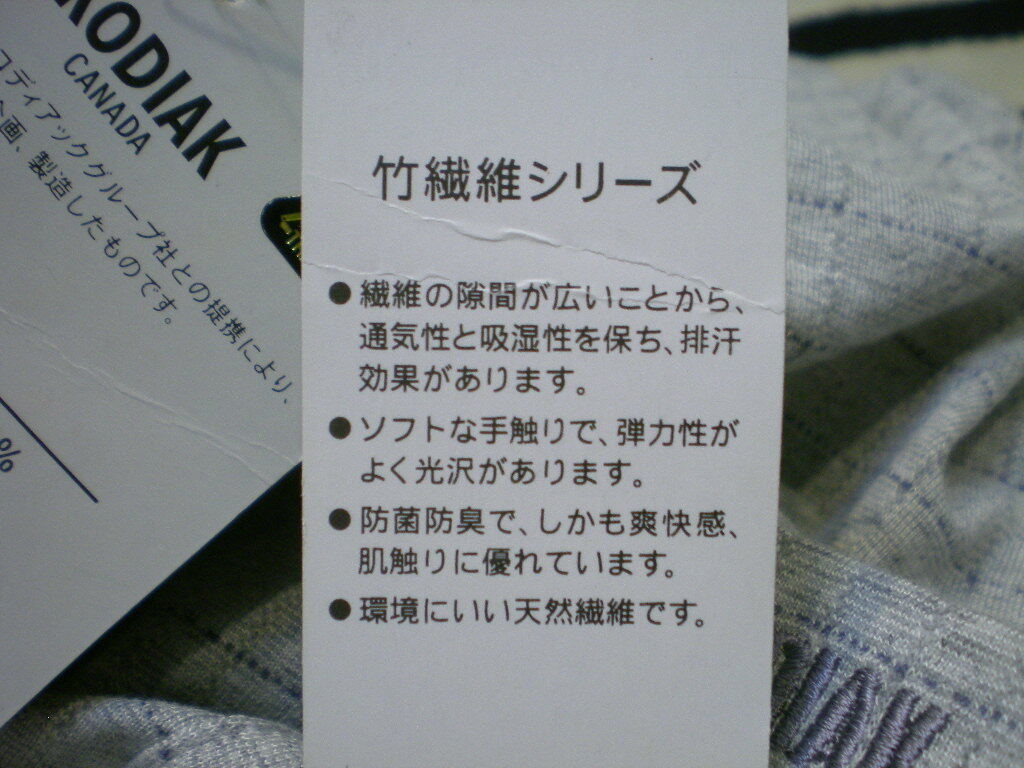 KODIAK
CANADA
コディアックグループ社との提携により、
企画、製造したものです。
%
竹繊維シリーズ
●繊維の隙間が広いことから、
通気性と吸湿性を保ち、排汗
効果があります。
●ソフトな手触りで、弾力性が
よく光沢があります。
●防菌防臭で、しかも爽快感、
肌触りに優れています。
●環境にいい天然繊維です。
DIAK